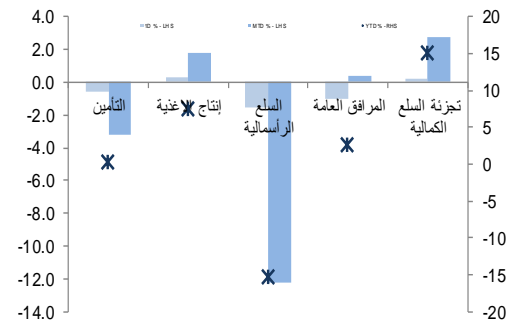 1D % - LHS MTD % - LHS YTD % -RHS
4.0 20
2.0 15
0.0 10
-2.0 5
-4.0 0
-6.0 -5
-8.0 -10
-10.0 -15
-12.0 -20
-14.0
التأمين
إنتاج الأغذية
السلع الرأسمالية
المرافق العامة
تجزئة السلع الكمالية